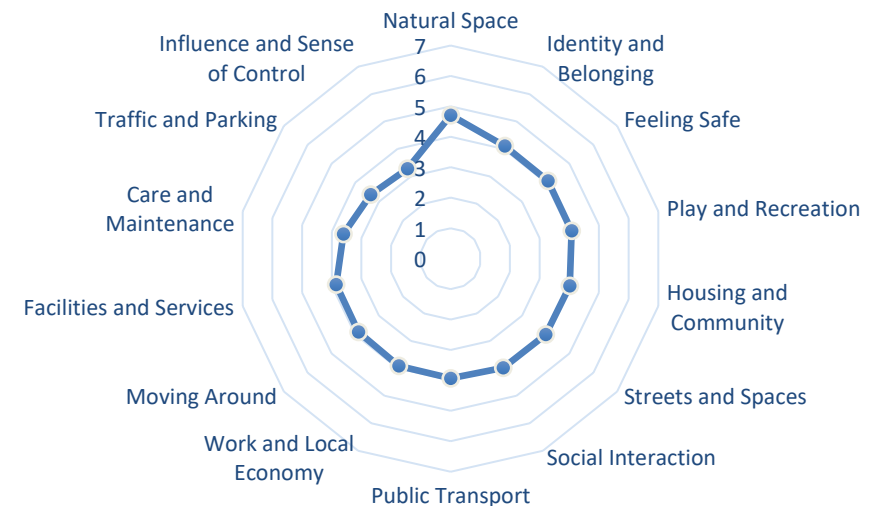 Natural Space
Influence and Sense
of Control
Identity and
Belonging
7
6
5
4
3
2
1
0
Traffic and Parking
Feeling Safe
Care and
Maintenance
Play and Recreation
Facilities and Services
Housing and
Community
Moving Around
Streets and Spaces
Work and Local
Economy
Social Interaction
Public Transport